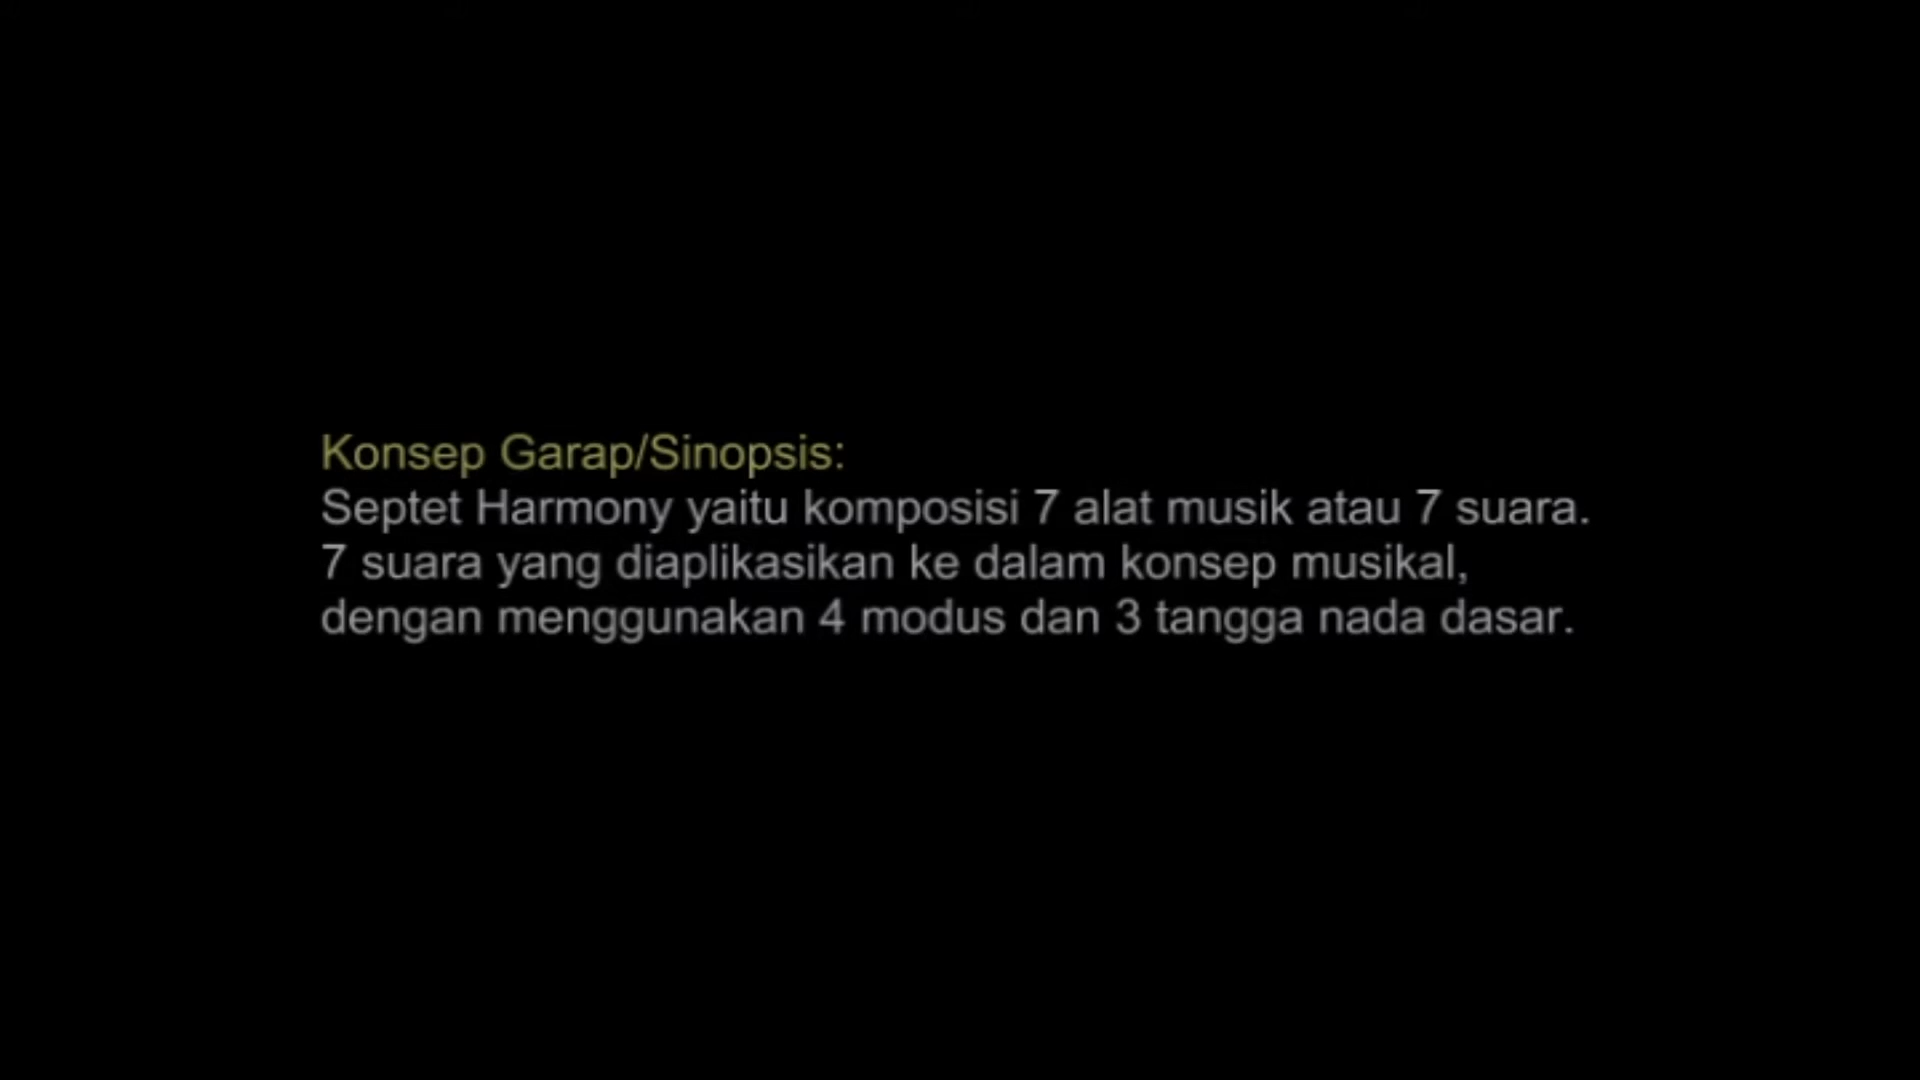 Konsep Garap/Sinopsis:
Septet Harmony yaitu komposisi 7 alat musik atau 7 suara.
7 suara yang diaplikasikan ke dalam konsep musikal,
dengan menggunakan 4 modus dan 3 tangga nada dasar.